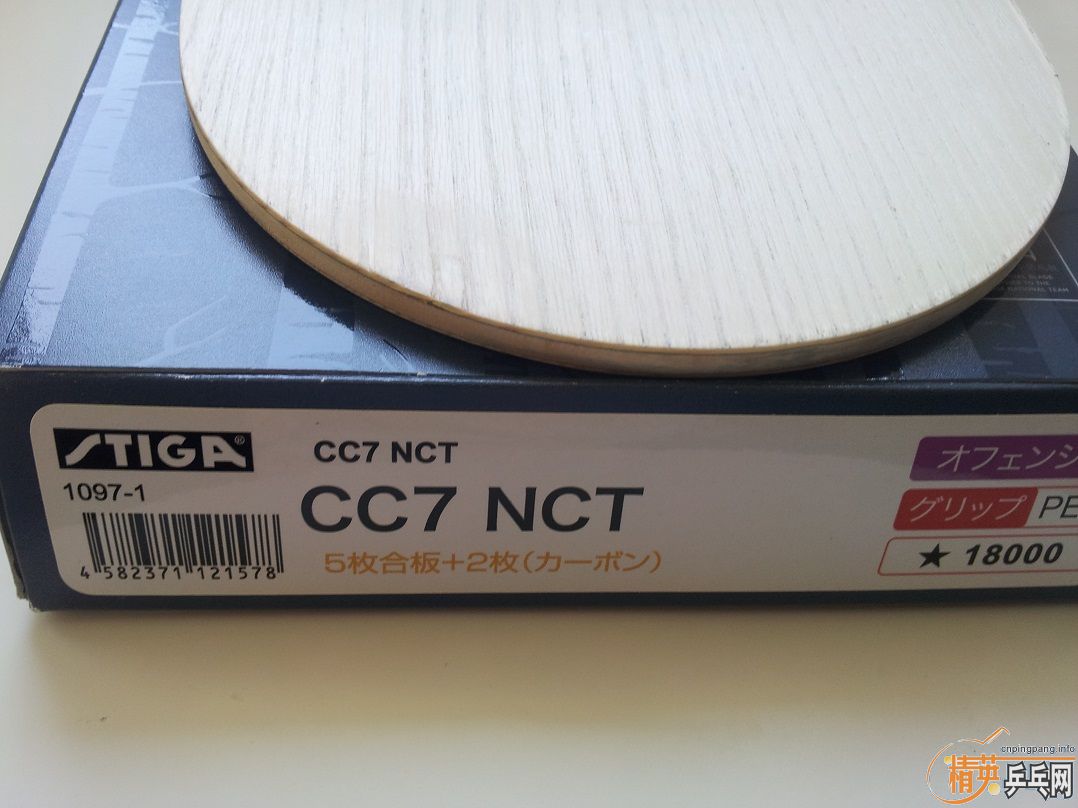 STIGA®
CC7 NCT
1097-1
CC7 NCT
5枚合板+2枚(カーボン)
4 582371 121578
オフェンシ
グリップ PE
★ 18000
NATIONAL TEAM
cnpingpang.info
精英乒乓网